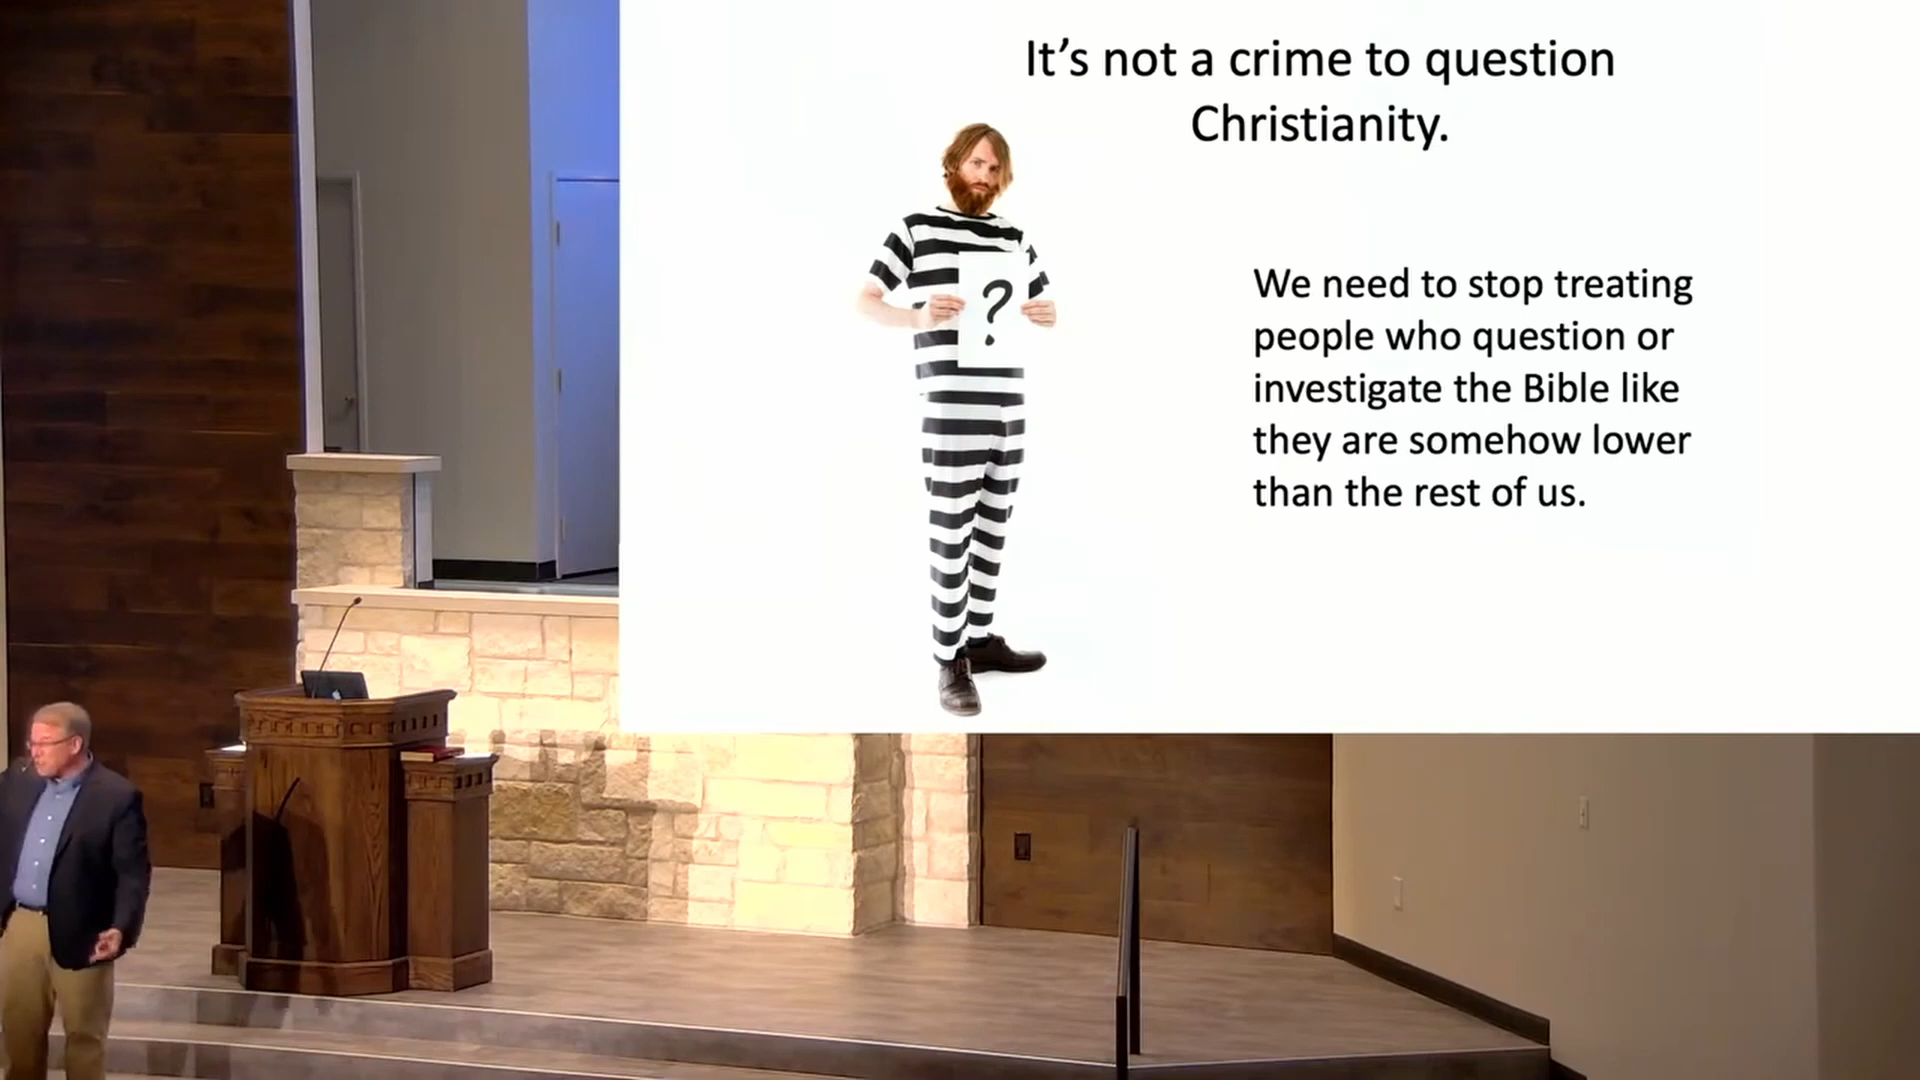 It’s not a crime to question
Christianity.
?
We need to stop treating
people who question or
investigate the Bible like
they are somehow lower
than the rest of us.